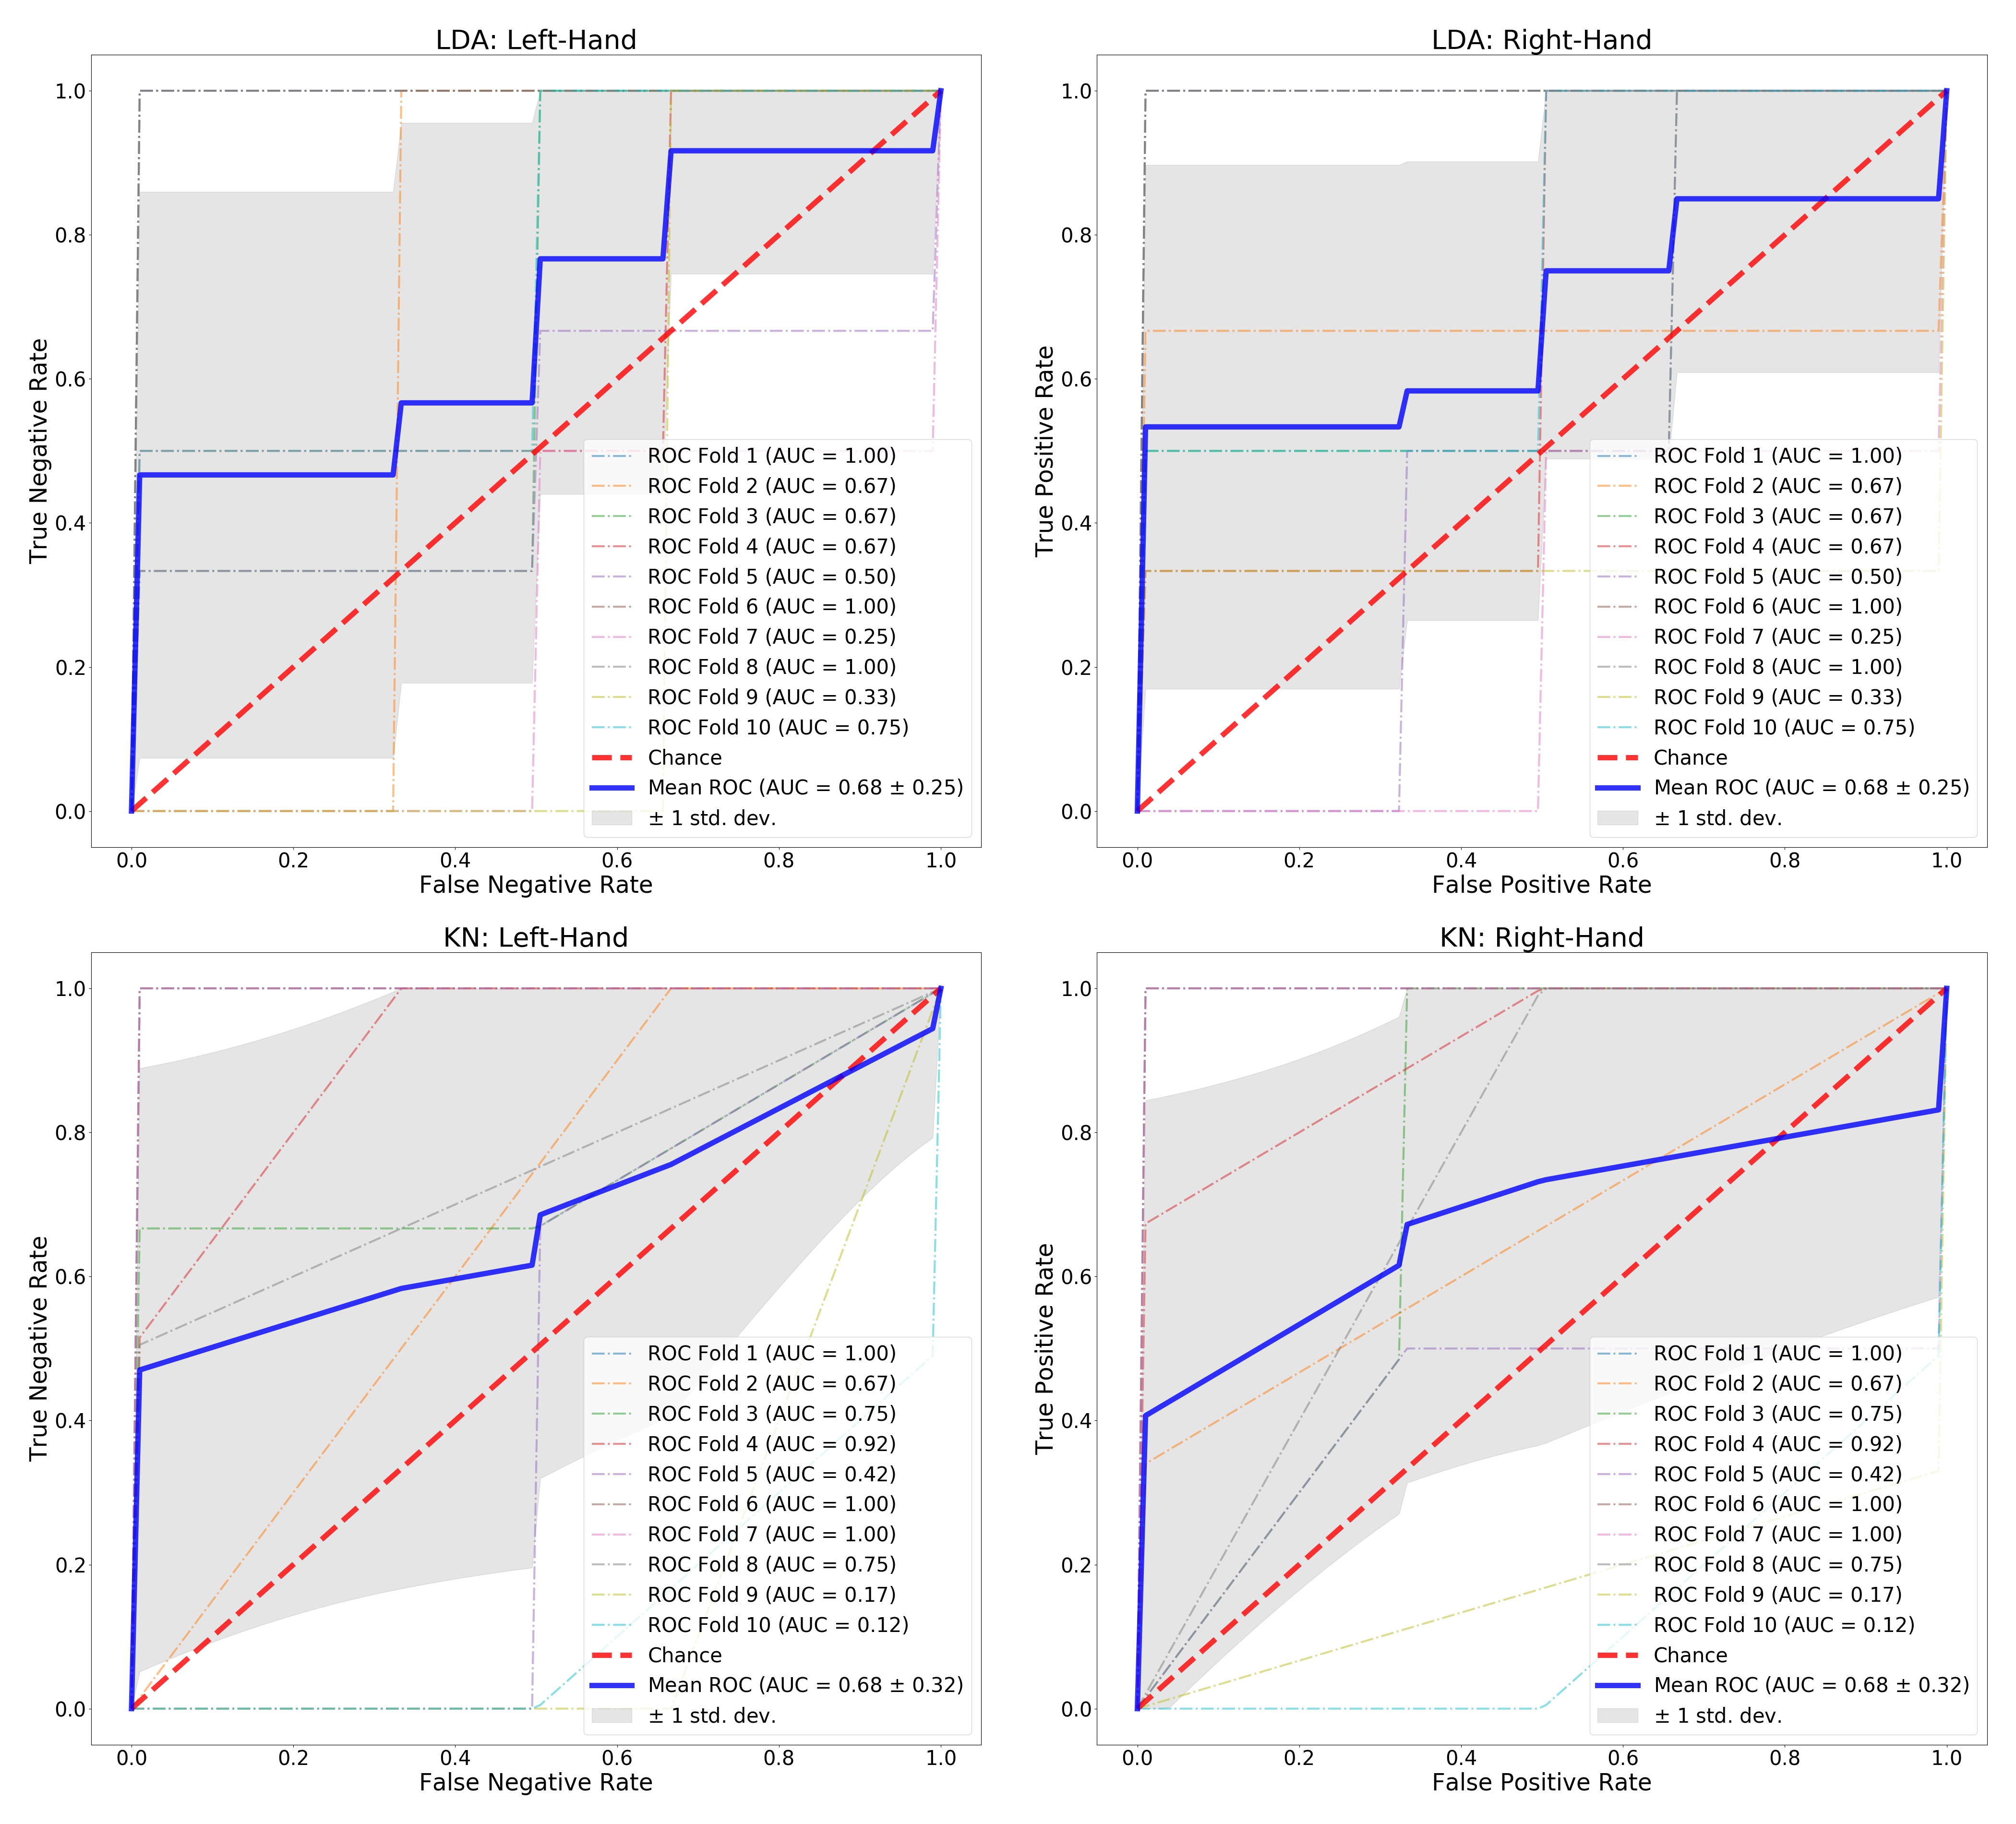 LDA: Left-Hand
True Negative Rate
1.0
0.8
0.6
0.4
0.2
0.0
ROC Fold 1 (AUC = 1.00)
ROC Fold 2 (AUC = 0.67)
ROC Fold 3 (AUC = 0.67)
ROC Fold 4 (AUC = 0.67)
ROC Fold 5 (AUC = 0.50)
ROC Fold 6 (AUC = 1.00)
ROC Fold 7 (AUC = 0.25)
ROC Fold 8 (AUC = 1.00)
ROC Fold 9 (AUC = 0.33)
ROC Fold 10 (AUC = 0.75)
Chance
Mean ROC (AUC = 0.68 ± 0.25)
± 1 std. dev.
0.0 0.2 0.4 0.6 0.8 1.0
False Negative Rate
LDA: Right-Hand
True Positive Rate
1.0
0.8
0.6
0.4
0.2
0.0
ROC Fold 1 (AUC = 1.00)
ROC Fold 2 (AUC = 0.67)
ROC Fold 3 (AUC = 0.67)
ROC Fold 4 (AUC = 0.67)
ROC Fold 5 (AUC = 0.50)
ROC Fold 6 (AUC = 1.00)
ROC Fold 7 (AUC = 0.25)
ROC Fold 8 (AUC = 1.00)
ROC Fold 9 (AUC = 0.33)
ROC Fold 10 (AUC = 0.75)
Chance
Mean ROC (AUC = 0.68 ± 0.25)
± 1 std. dev.
0.0 0.2 0.4 0.6 0.8 1.0
False Positive Rate
KN: Left-Hand
True Negative Rate
1.0
0.8
0.6
0.4
0.2
0.0
ROC Fold 1 (AUC = 1.00)
ROC Fold 2 (AUC = 0.67)
ROC Fold 3 (AUC = 0.75)
ROC Fold 4 (AUC = 0.92)
ROC Fold 5 (AUC = 0.42)
ROC Fold 6 (AUC = 1.00)
ROC Fold 7 (AUC = 1.00)
ROC Fold 8 (AUC = 0.75)
ROC Fold 9 (AUC = 0.17)
ROC Fold 10 (AUC = 0.12)
Chance
Mean ROC (AUC = 0.68 ± 0.32)
± 1 std. dev.
0.0 0.2 0.4 0.6 0.8 1.0
False Negative Rate
KN: Right-Hand
True Positive Rate
1.0
0.8
0.6
0.4
0.2
0.0
ROC Fold 1 (AUC = 1.00)
ROC Fold 2 (AUC = 0.67)
ROC Fold 3 (AUC = 0.75)
ROC Fold 4 (AUC = 0.92)
ROC Fold 5 (AUC = 0.42)
ROC Fold 6 (AUC = 1.00)
ROC Fold 7 (AUC = 1.00)
ROC Fold 8 (AUC = 0.75)
ROC Fold 9 (AUC = 0.17)
ROC Fold 10 (AUC = 0.12)
Chance
Mean ROC (AUC = 0.68 ± 0.32)
± 1 std. dev.
0.0 0.2 0.4 0.6 0.8 1.0
False Positive Rate